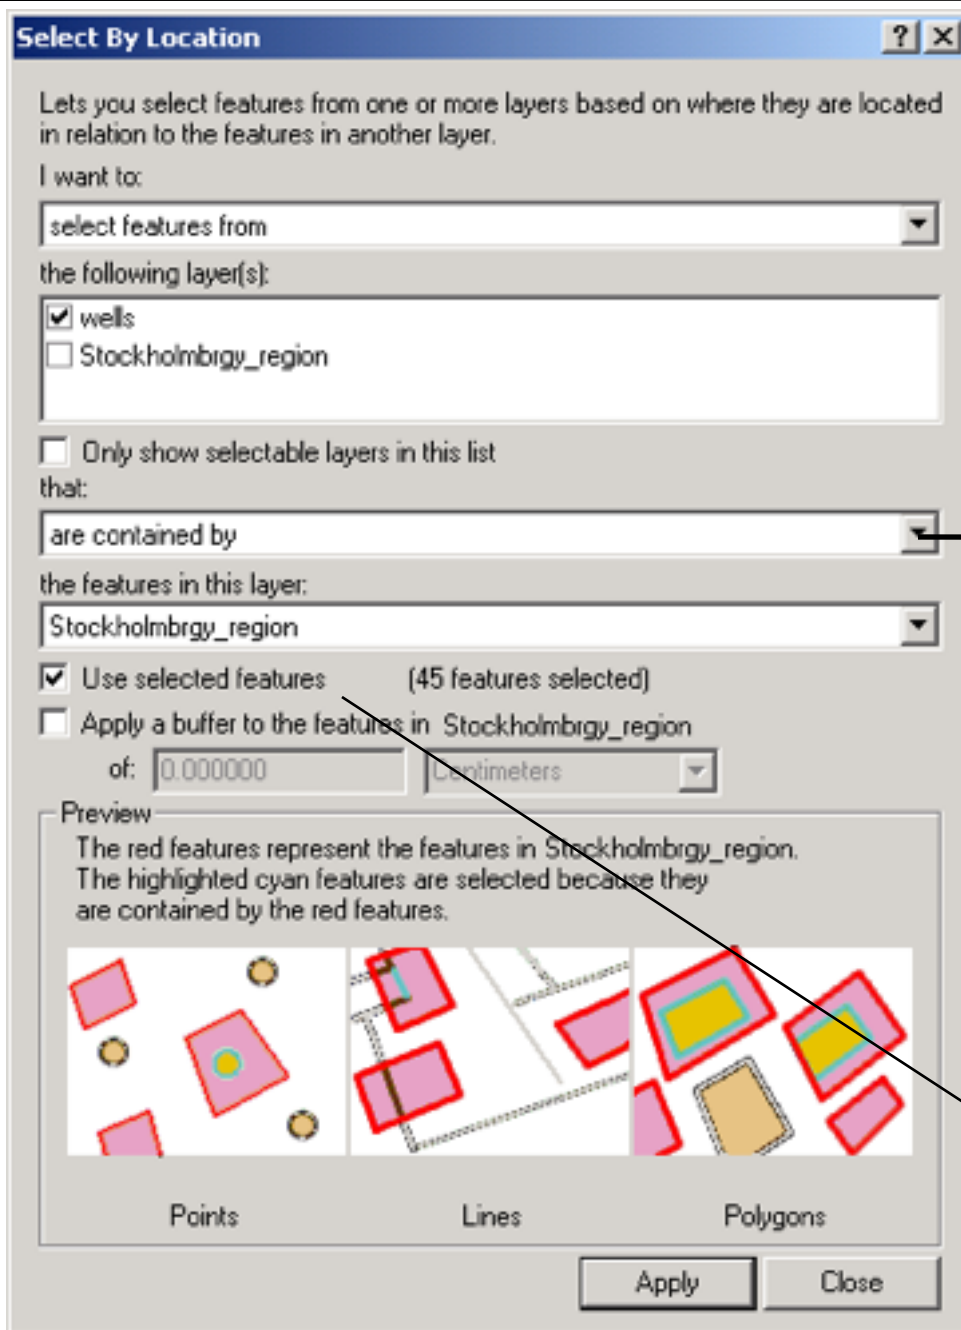 Select By Location
Lets you select features from one or more layers based on where they are located
in relation to the features in another layer.
I want to:
select features from
the following layer(s):
wells
Stockholmbrgy_region
Only show selectable layers in this list
that:
are contained by
the features in this layer:
Stockholmbrgy_region
Use selected features (45 features selected)
Apply a buffer to the features in Stockholmbrgy_region
of: 0.000000 Centimeters
Preview
The red features represent the features in Stockholmbrgy_region.
The highlighted cyan features are selected because they
are contained by the red features.
Points Lines Polygons
Apply Close